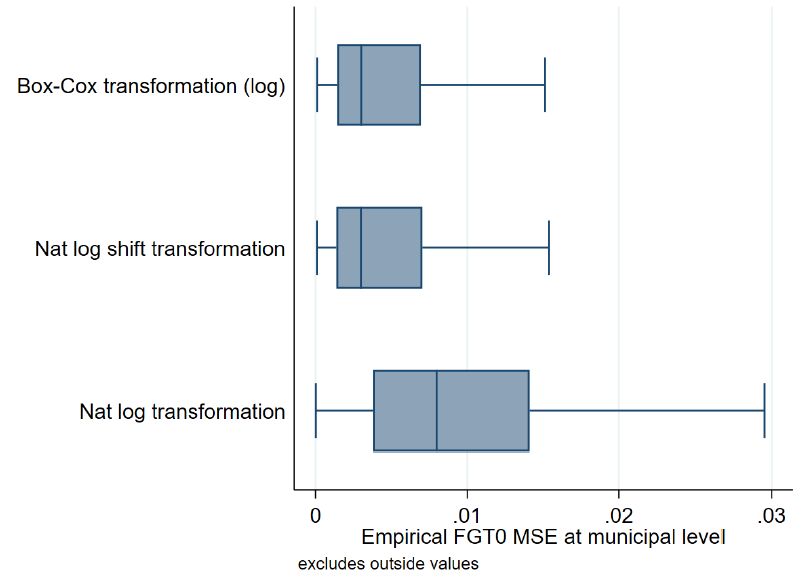 Box-Cox transformation (log)
Nat log shift transformation
Nat log transformation
0 .01 .02 .03
Empirical FGT0 MSE at municipal level
excludes outside values